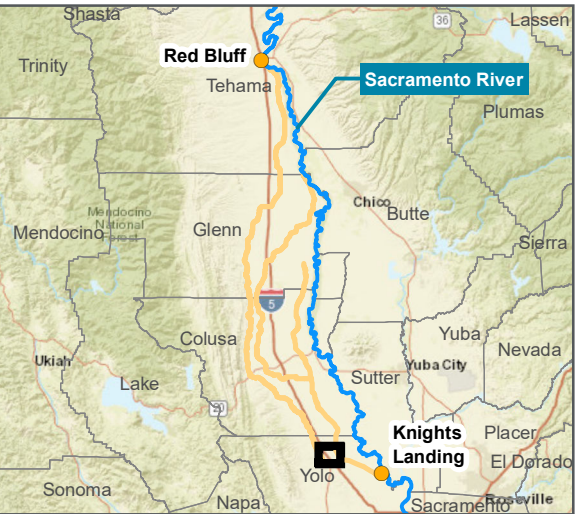 Shasta
36
Lassen
Red Bluff
Trinity
Tehama
Sacramento River
Plumas
Chico
Butte
Mendocino
National
Forest
Mendocino
Glenn
Sierra
5
Colusa
Yuba
Nevada
Ukiah
Yuba City
Lake
Sutter
20
Knights
Landing
Placer
El Dorado
Yolo
Sonoma
Napa
Sacramento
Roseville